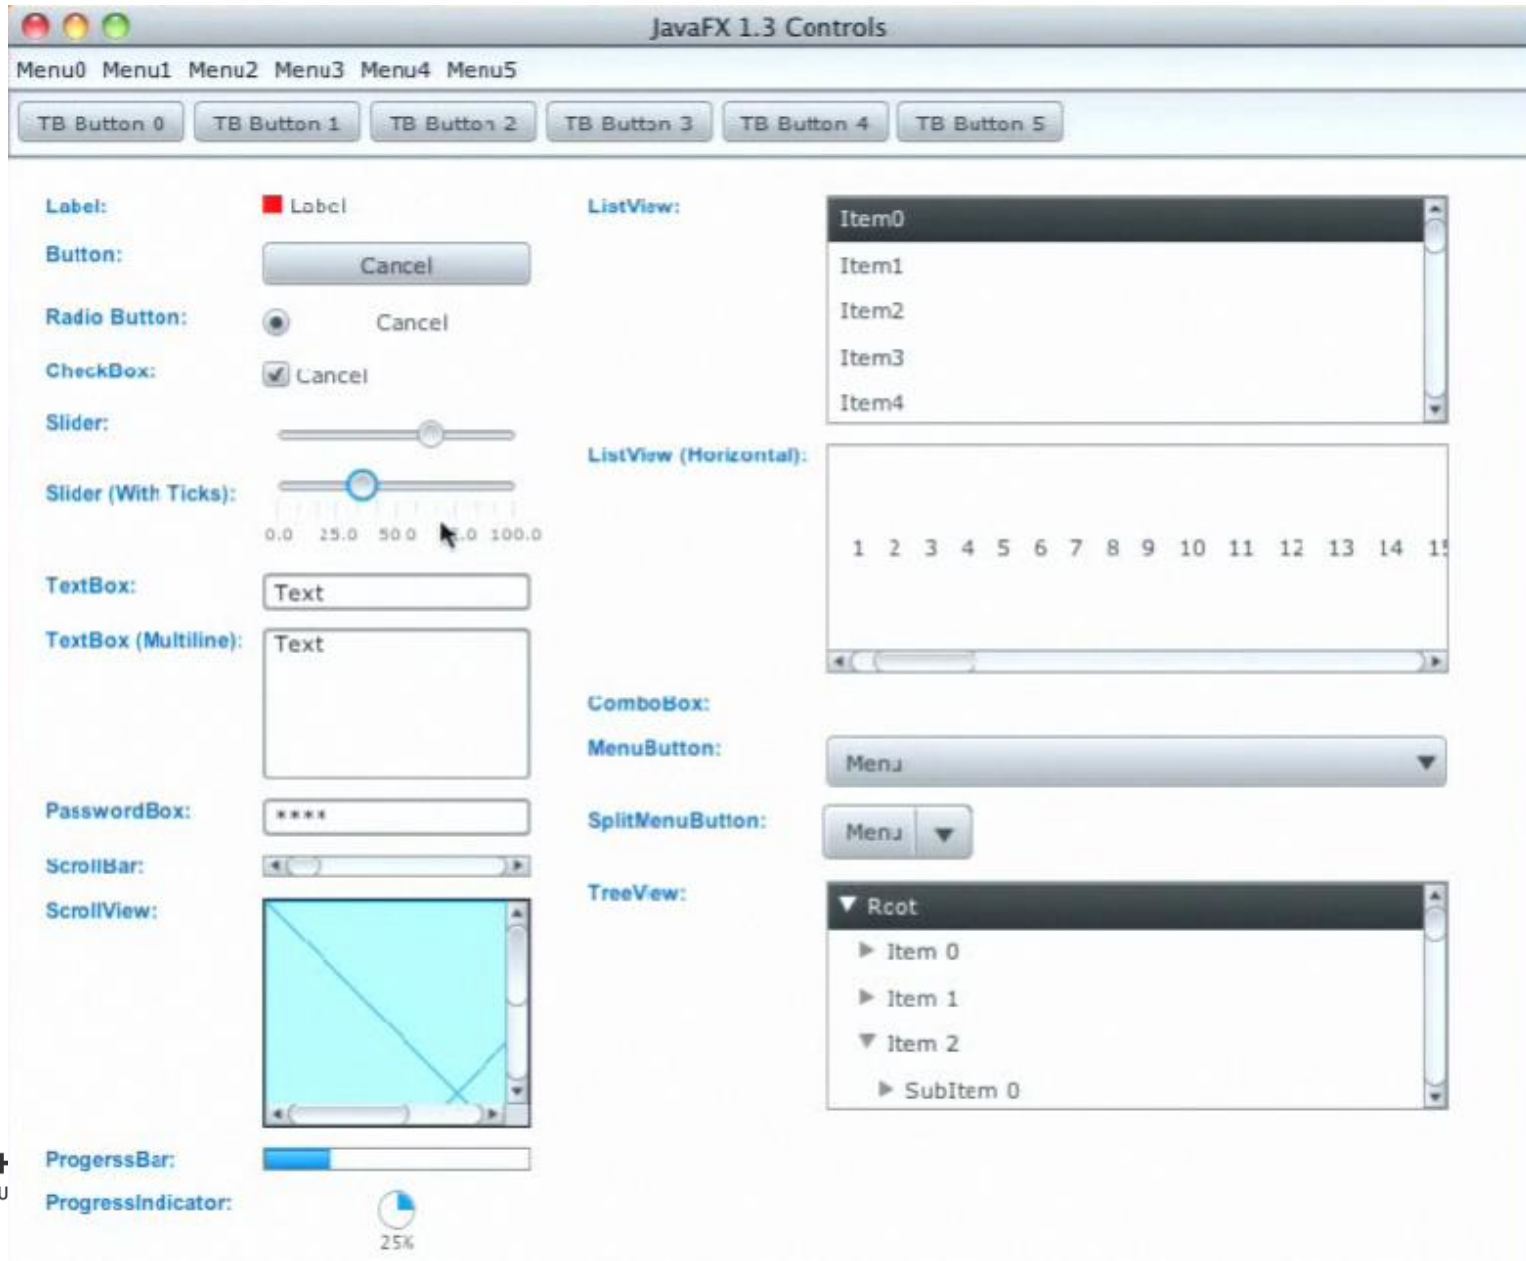 JavaFX 1.3 Controls
Menu0 Menu1 Menu2 Menu3 Menu4 Menu5
TB Button 0 TB Button 1 TB Button 2 TB Button 3 TB Button 4 TB Button 5
Label: Label
Button: Cancel
Radio Button: Cancel
CheckBox: Cancel
Slider:
Slider (With Ticks):
0.0 25.0 50.0 100.0
TextBox: Text
TextBox (Multiline): Text
PasswordBox: ****
ScrollBar:
ScrollView:
ProgerssBar:
ProgressIndicator:
25%
ListView:
Item0
Item1
Item2
Item3
Item4
ListView (Horizontal):
1 2 3 4 5 6 7 8 9 10 11 12 13 14 15
ComboBox:
MenuButton: Menu
SplitMenuButton: Menu
TreeView:
Root
Item 0
Item 1
Item 2
SubItem 0